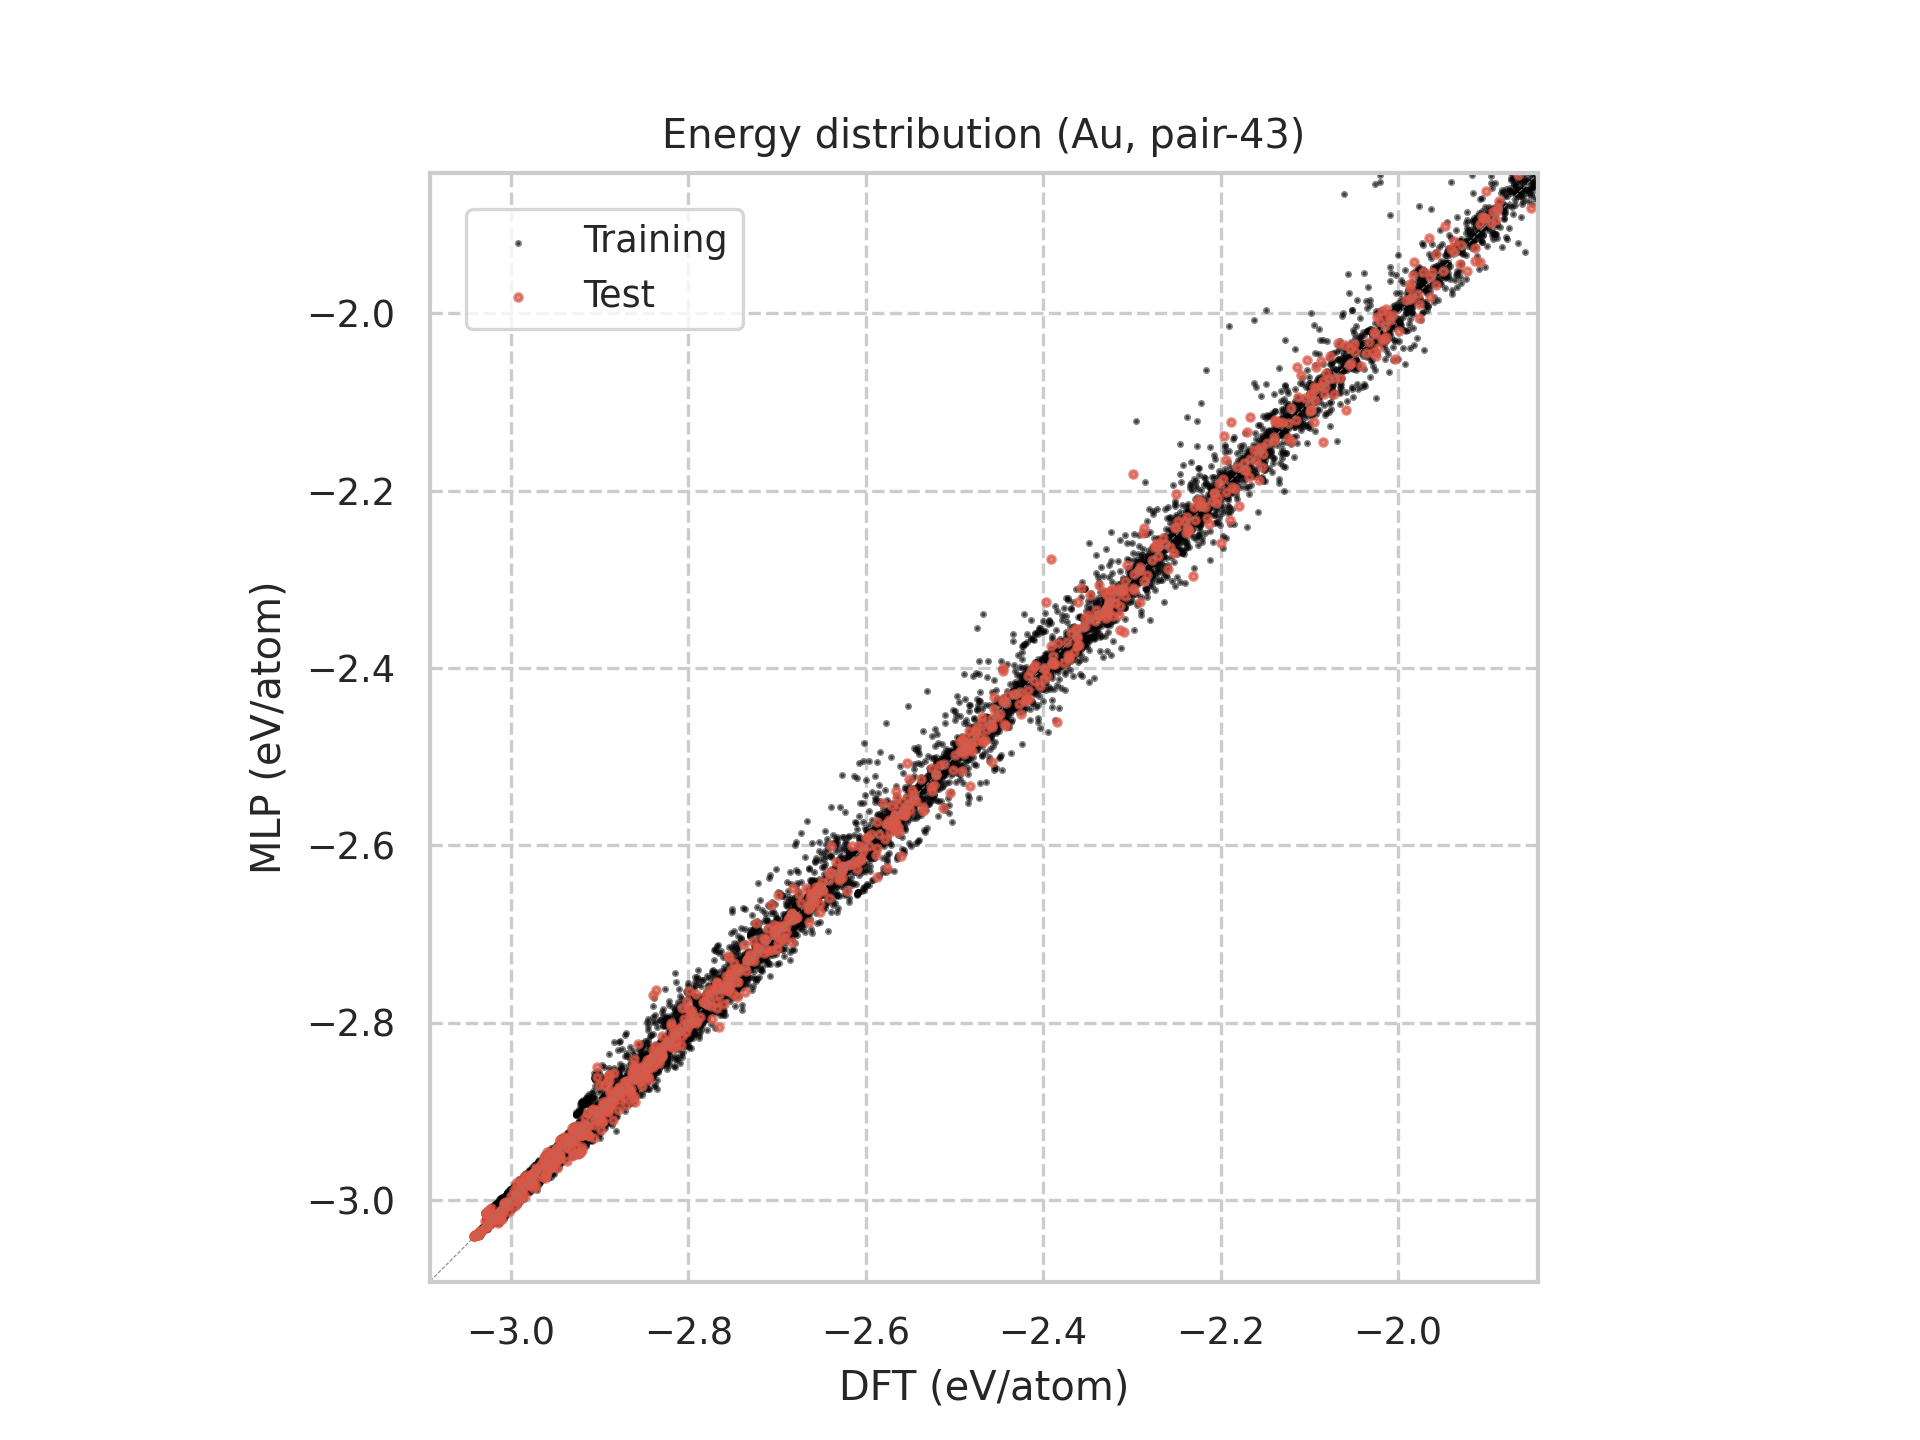 Energy distribution (Au, pair-43)
Training
Test
−2.0
−2.2
−2.4
−2.6
−2.8
−3.0
MLP (eV/atom)
−3.0 −2.8 −2.6 −2.4 −2.2 −2.0
DFT (eV/atom)